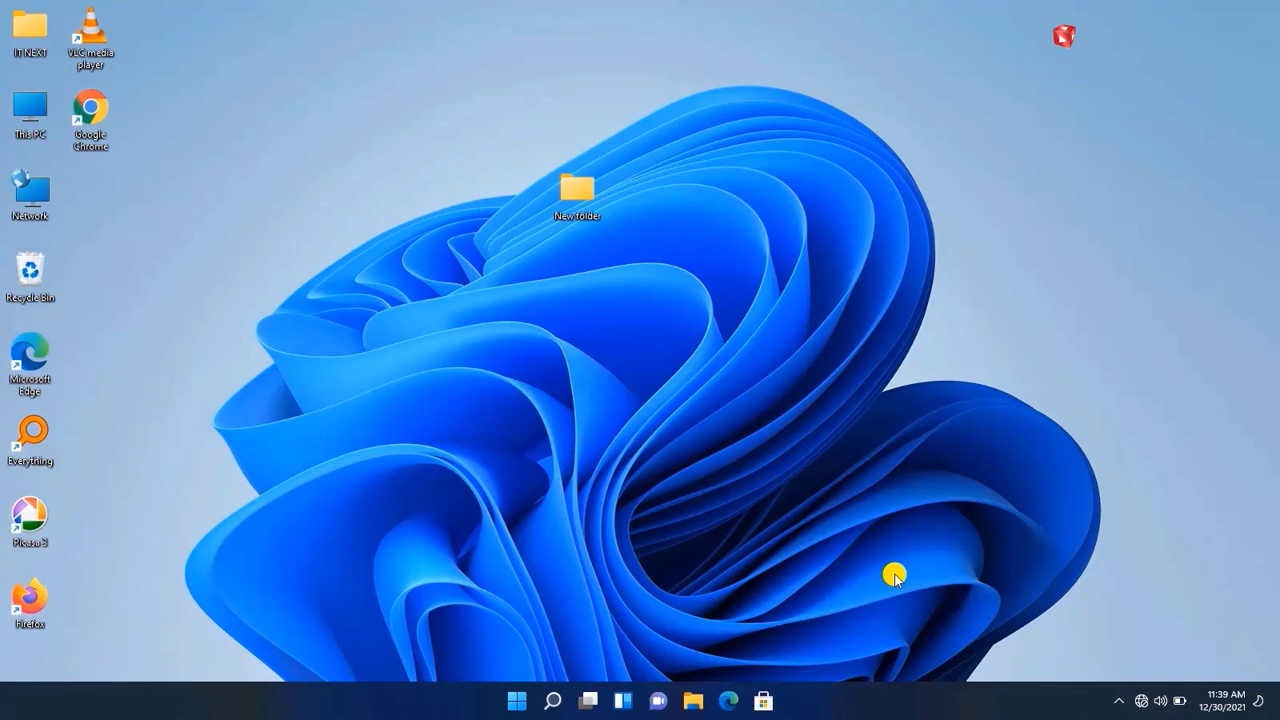 IT NEXT
VLC media
player
This PC
Google
Chrome
Network
New folder
Recycle Bin
Microsoft
Edge
Everything
Picasa 3
Firefox
11:39 AM
12/30/2021